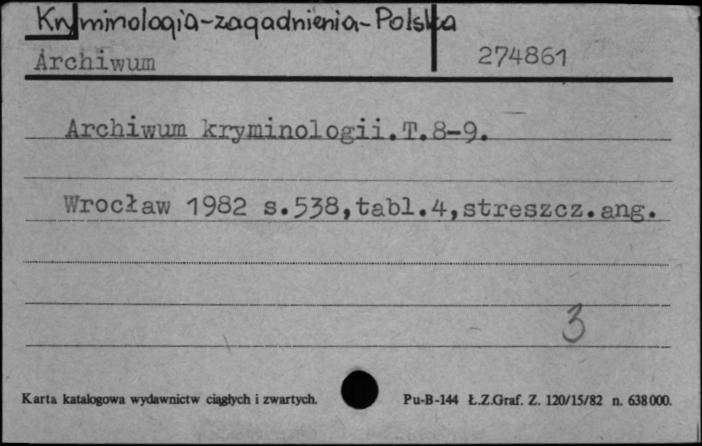 Kryminologia-zagadnienia-Polska
Archiwum 274861
Archiwum kryminologii.T.8-9.
Wrocław 1982 s.538,tabl.4,streszcz.ang.
3
Karta katalogowa wydawnictw ciągłych i zwartych. Pu-B-144 Ł.Z.Graf. Z. 120/15/82 n. 638000.